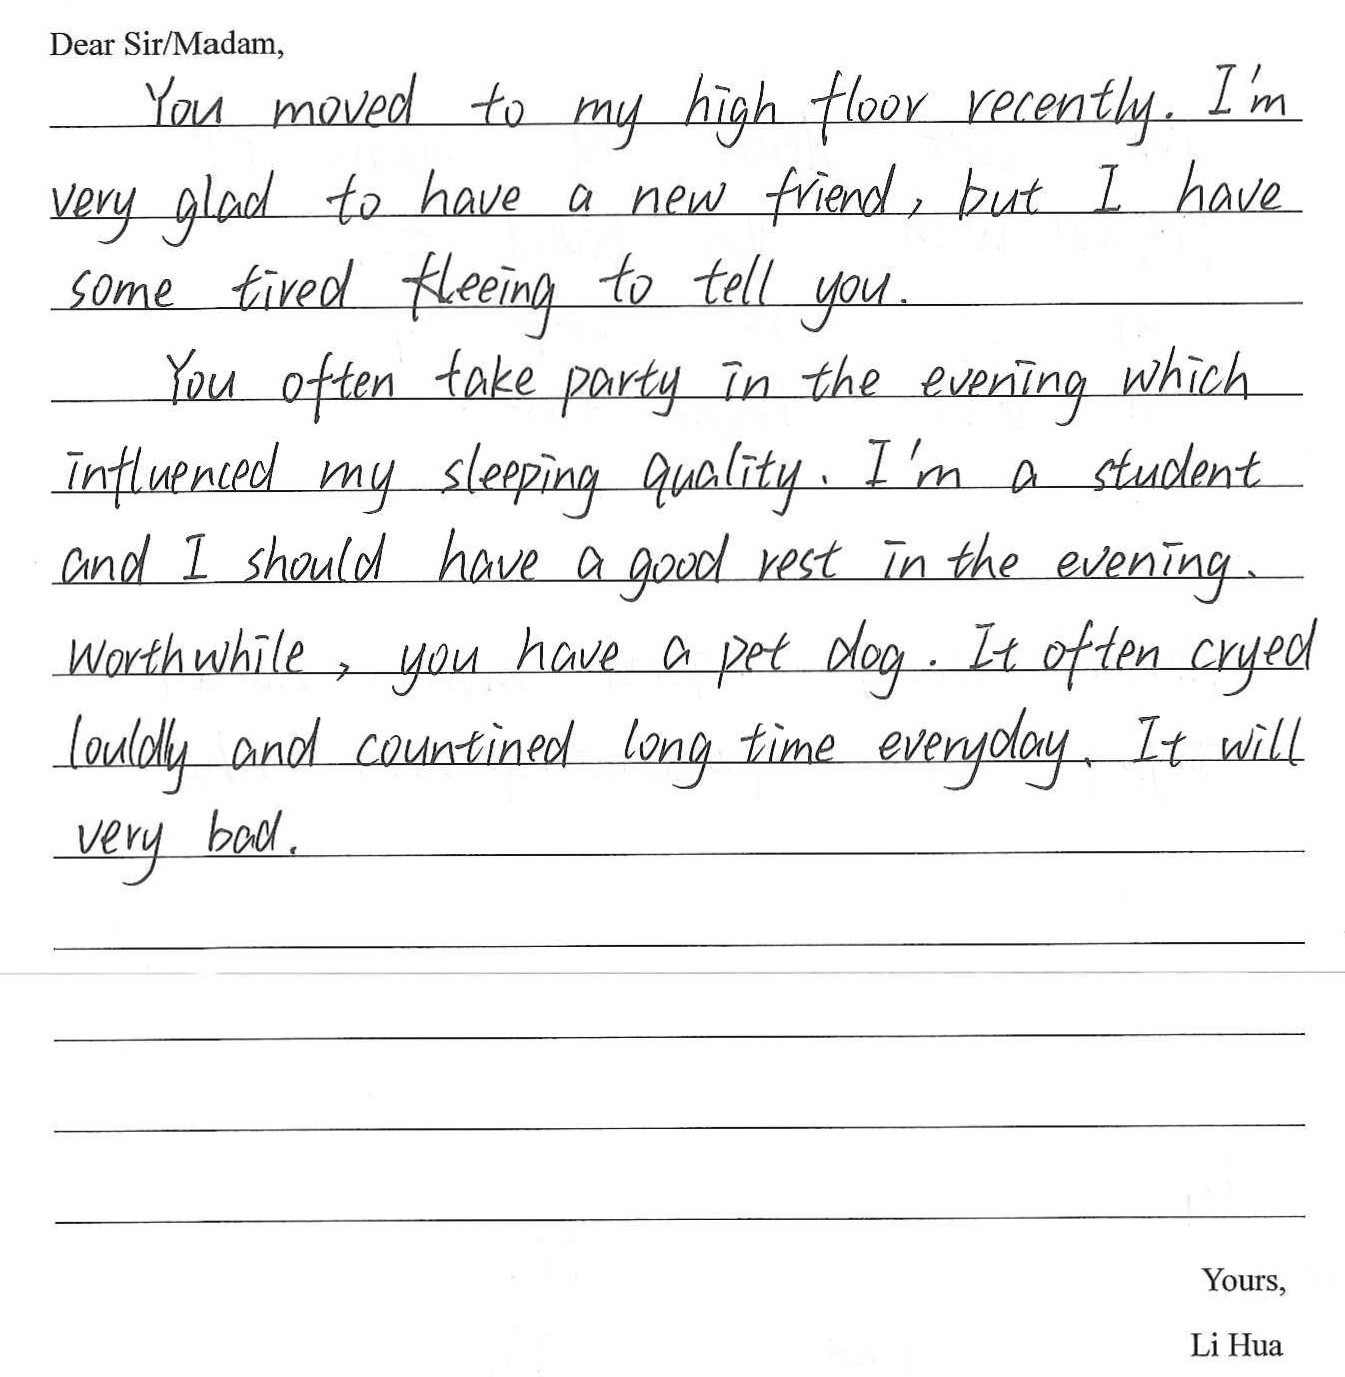 Dear Sir/Madam,
You moved to my high floor recently. I'm
very glad to have a new friend, but I have
some tired fleeing to tell you.
You often take party in the evening which
influenced my sleeping quality. I'm a student
and I should have a good rest in the evening.
Worthwhile, you have a pet dog. It often cryed
louldly and countined long time everyday. It will
very bad.
Yours,
Li Hua